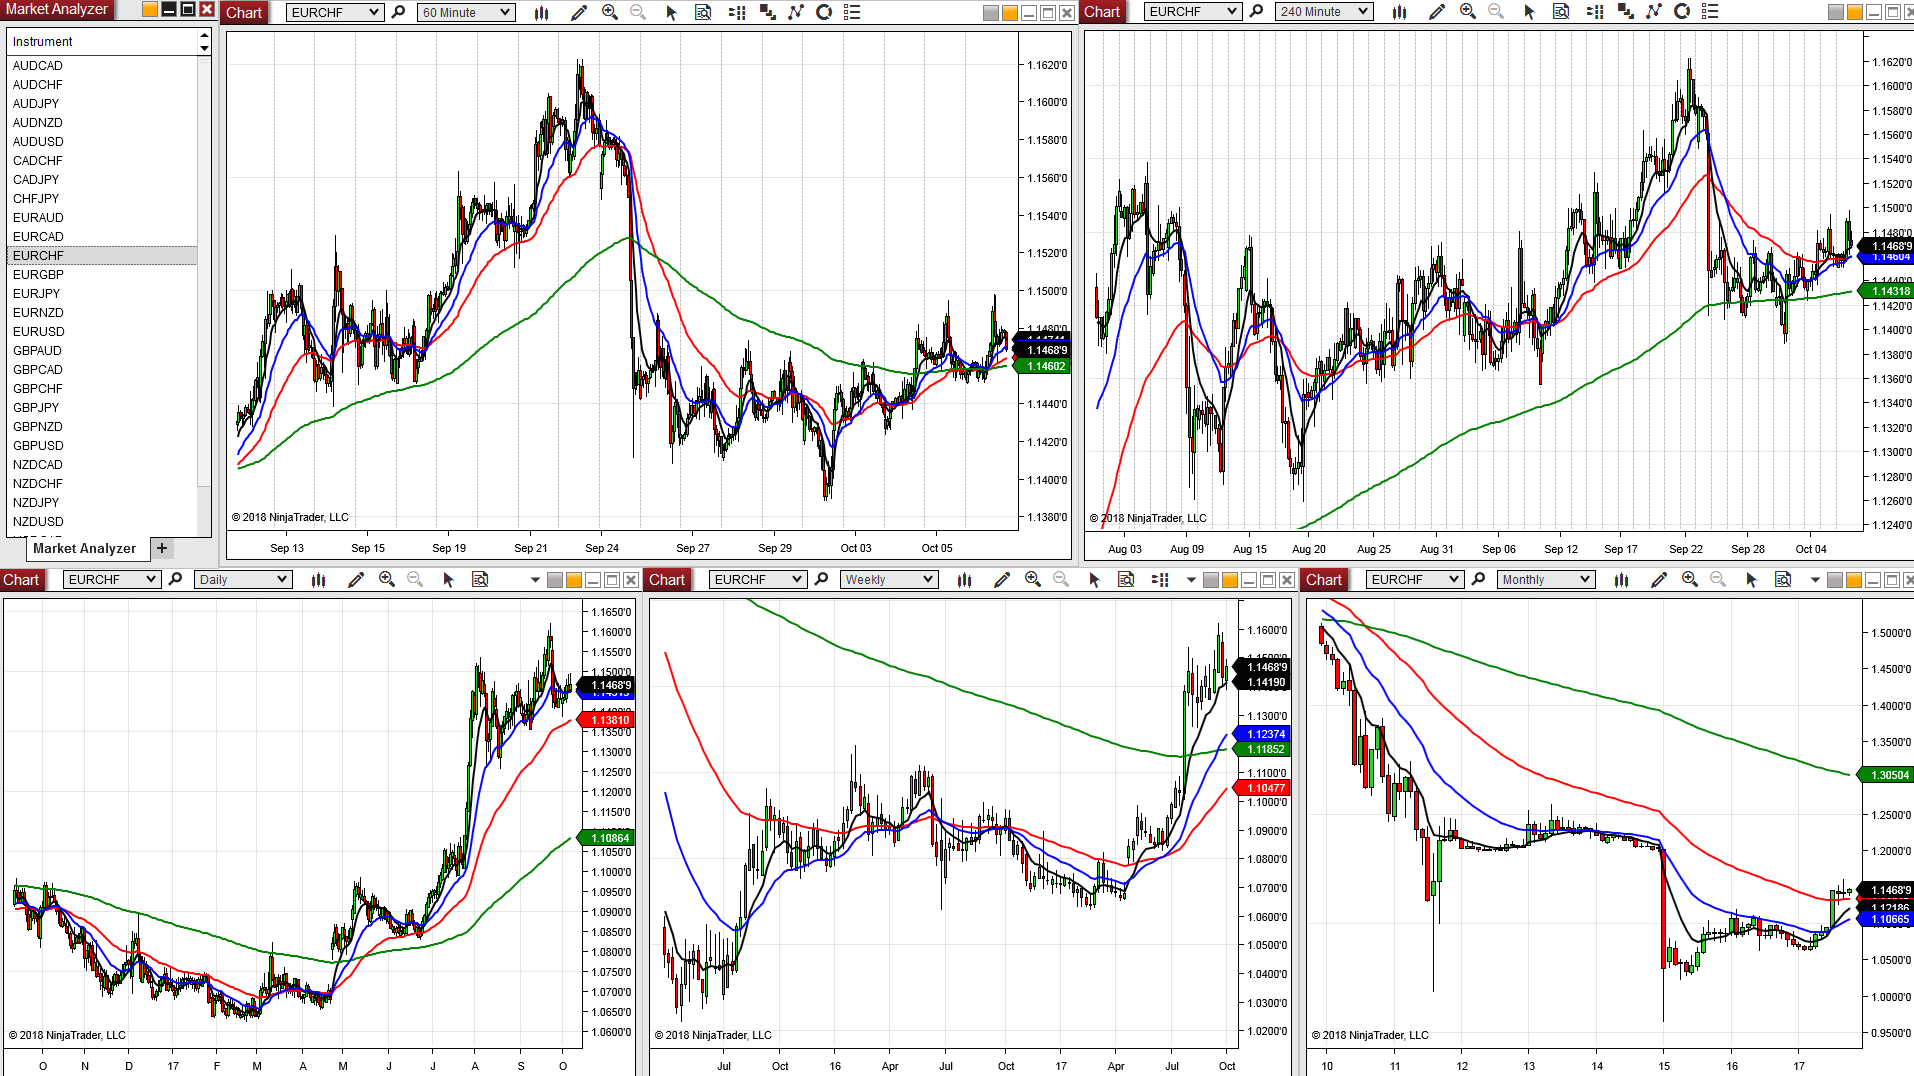 Market Analyzer
Instrument
AUDCAD
AUDCHF
AUDJPY
AUDNZD
AUDUSD
CADCHF
CADJPY
CHFJPY
EURAUD
EURCAD
EURCHF
EURGBP
EURJPY
EURNZD
EURUSD
GBPAUD
GBPCAD
GBPCHF
GBPJPY
GBPNZD
GBPUSD
NZDCAD
NZDCHF
NZDJPY
NZDUSD
Market Analyzer +
Chart EURCHF 60 Minute
1.1620'0
1.1600'0
1.1580'0
1.1560'0
1.1540'0
1.1520'0
1.1500'0
1.1480'0
1.1468'9
1.14602
1.1440'0
1.1420'0
1.1400'0
1.1380'0
© 2018 NinjaTrader, LLC
Sep 13 Sep 15 Sep 19 Sep 21 Sep 24 Sep 27 Sep 29 Oct 03 Oct 05
Chart EURCHF 240 Minute
1.1620'0
1.1600'0
1.1580'0
1.1560'0
1.1540'0
1.1520'0
1.1500'0
1.1480'0
1.1468'9
1.14604
1.1440'0
1.14318
1.1420'0
1.1400'0
1.1380'0
1.1360'0
1.1340'0
1.1320'0
1.1300'0
1.1280'0
1.1260'0
1.1240'0
© 2018 NinjaTrader, LLC
Aug 03 Aug 09 Aug 15 Aug 20 Aug 25 Aug 31 Sep 06 Sep 12 Sep 17 Sep 22 Sep 28 Oct 04
Chart EURCHF Daily
1.1650'0
1.1600'0
1.1550'0
1.1500'0
1.1468'9
1.13810
1.1350'0
1.1300'0
1.1250'0
1.1200'0
1.1150'0
1.10864
1.1050'0
1.1000'0
1.0950'0
1.0900'0
1.0850'0
1.0800'0
1.0750'0
1.0700'0
1.0650'0
1.0600'0
© 2018 NinjaTrader, LLC
O N D 17 F M A M J J A S O
Chart EURCHF Weekly
1.1600'0
1.1468'9
1.14190
1.1300'0
1.12374
1.11852
1.1100'0
1.10477
1.1000'0
1.0900'0
1.0800'0
1.0700'0
1.0600'0
1.0500'0
1.0400'0
1.0300'0
1.0200'0
© 2018 NinjaTrader, LLC
Jul Oct 16 Apr Jul Oct 17 Apr Jul Oct
Chart EURCHF Monthly
1.5000'0
1.4500'0
1.4000'0
1.3500'0
1.30504
1.2500'0
1.2000'0
1.1468'9
1.12186
1.10665
1.0500'0
1.0000'0
0.9500'0
© 2018 NinjaTrader, LLC
10 11 12 13 14 15 16 17